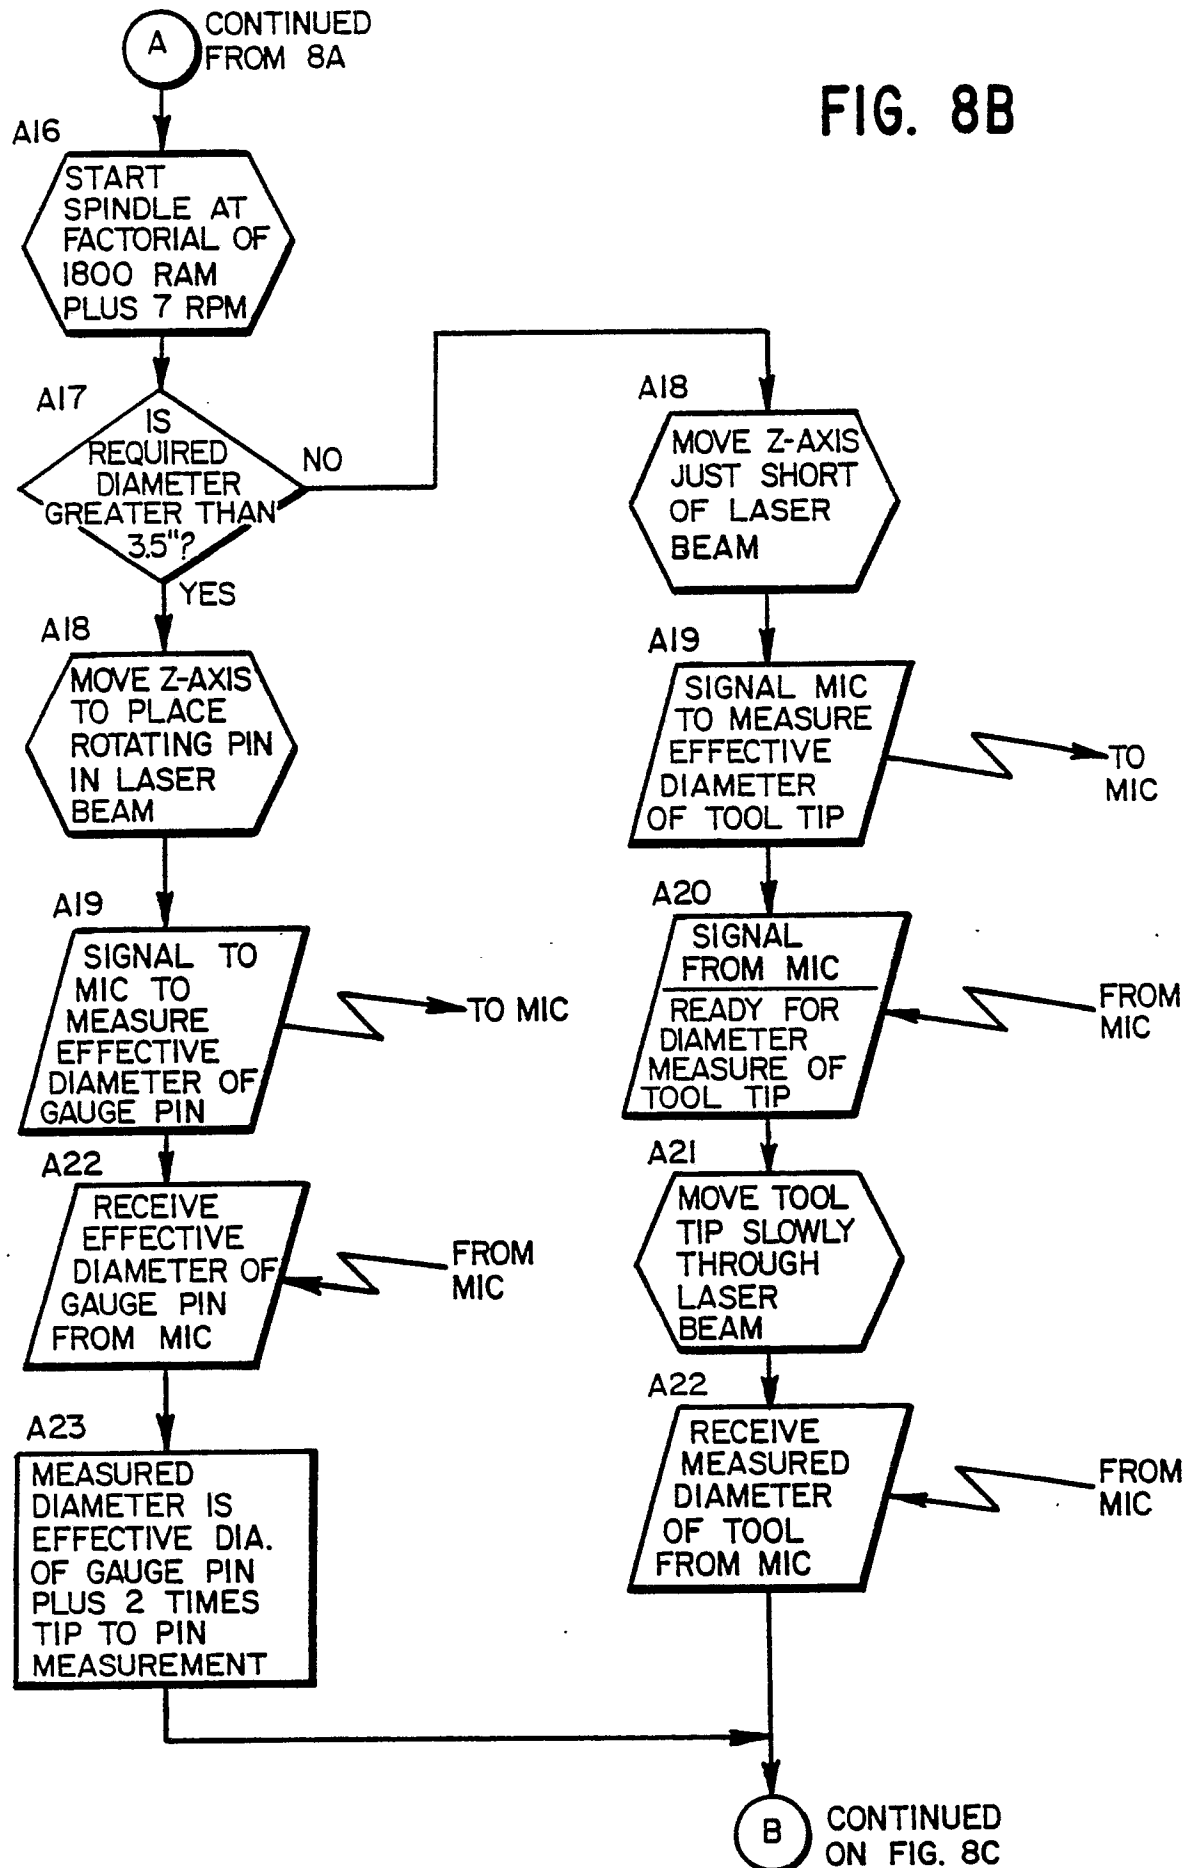 A
CONTINUED
FROM 8A
FIG. 8B
A16
START
SPINDLE AT
FACTORIAL OF
1800 RAM
PLUS 7 RPM
A17
IS
REQUIRED
DIAMETER
GREATER THAN
3.5"?
NO
YES
A18
MOVE Z-AXIS
TO PLACE
ROTATING PIN
IN LASER
BEAM
A19
SIGNAL TO
MIC TO
MEASURE
EFFECTIVE
DIAMETER OF
GAUGE PIN
TO MIC
A22
RECEIVE
EFFECTIVE
DIAMETER OF
GAUGE PIN
FROM MIC
FROM
MIC
A23
MEASURED
DIAMETER IS
EFFECTIVE DIA.
OF GAUGE PIN
PLUS 2 TIMES
TIP TO PIN
MEASUREMENT
A18
MOVE Z-AXIS
JUST SHORT
OF LASER
BEAM
A19
SIGNAL MIC
TO MEASURE
EFFECTIVE
DIAMETER
OF TOOL TIP
TO
MIC
A20
SIGNAL
FROM MIC
READY FOR
DIAMETER
MEASURE OF
TOOL TIP
FROM
MIC
A21
MOVE TOOL
TIP SLOWLY
THROUGH
LASER
BEAM
A22
RECEIVE
MEASURED
DIAMETER
OF TOOL
FROM MIC
FROM
MIC
B
CONTINUED
ON FIG. 8C